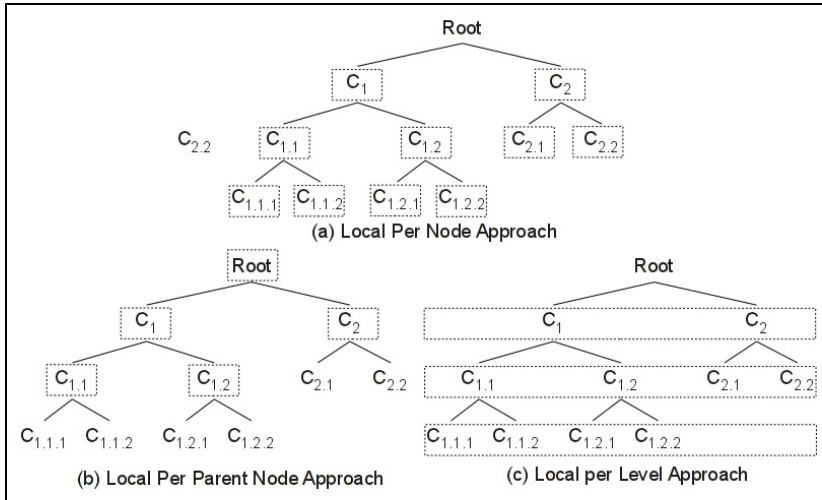 Root
C1 C2
C2.2 C1.1 C1.2 C2.1 C2.2
C1.1.1 C1.1.2 C1.2.1 C1.2.2
(a) Local Per Node Approach
Root
C1 C2
C1.1 C1.2 C2.1 C2.2
C1.1.1 C1.1.2 C1.2.1 C1.2.2
(b) Local Per Parent Node Approach
Root
C1 C2
C1.1 C1.2 C2.1 C2.2
C1.1.1 C1.1.2 C1.2.1 C1.2.2
(c) Local per Level Approach